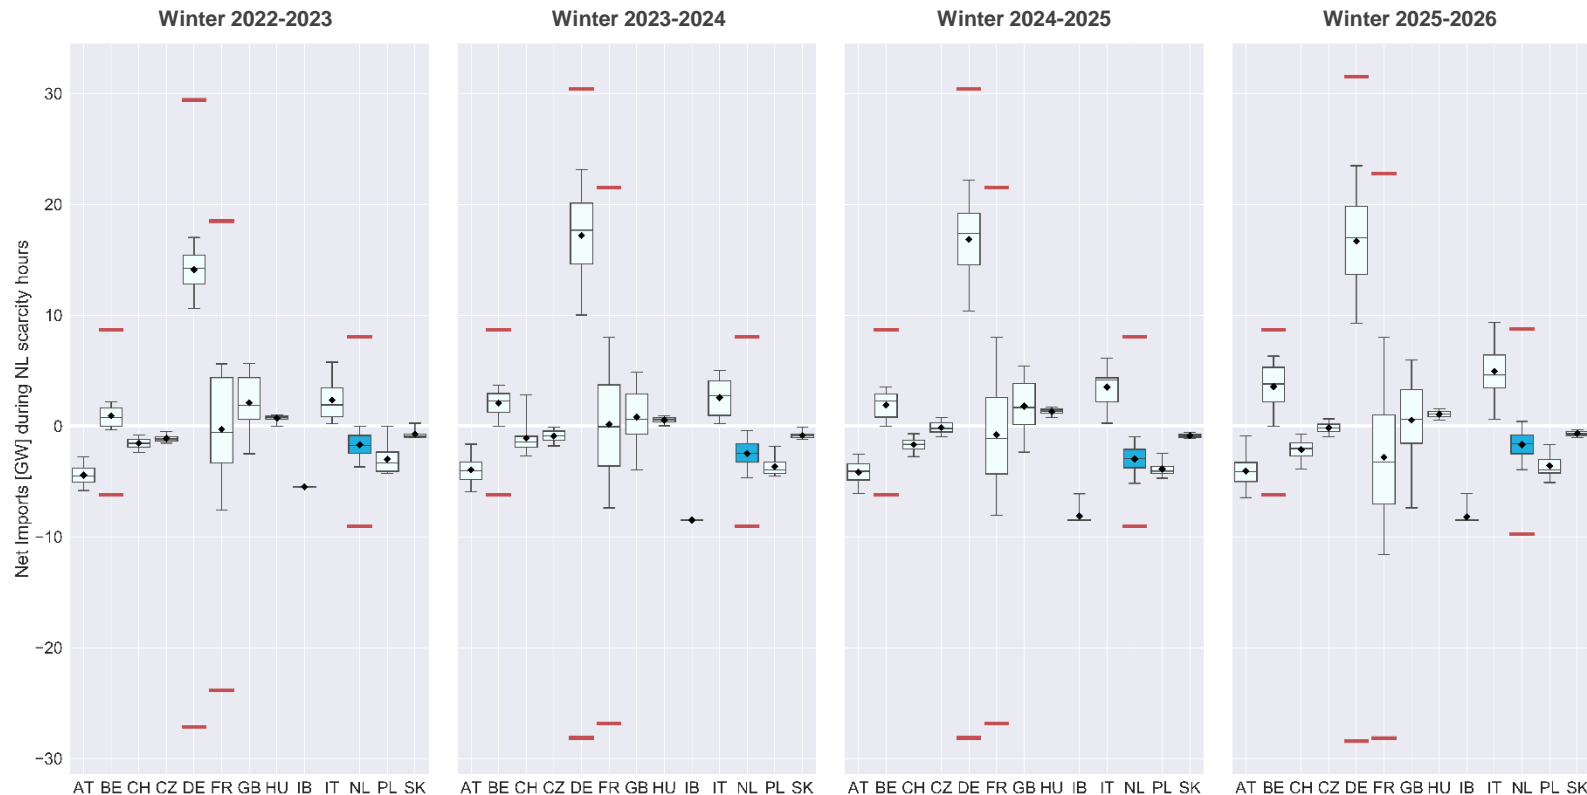 Winter 2022-2023 Winter 2023-2024 Winter 2024-2025 Winter 2025-2026
Net Imports [GW] during NL scarcity hours
30
20
10
0
−10
−20
−30
AT BE CH CZ DE FR GB HU IB IT NL PL SK AT BE CH CZ DE FR GB HU IB IT NL PL SK AT BE CH CZ DE FR GB HU IB IT NL PL SK AT BE CH CZ DE FR GB HU IB IT NL PL SK